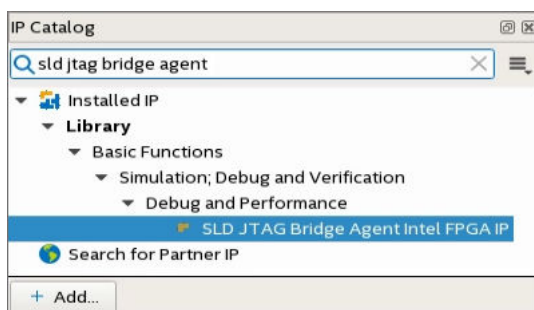 IP Catalog
sld jtag bridge agent
Installed IP
Library
Basic Functions
Simulation; Debug and Verification
Debug and Performance
SLD JTAG Bridge Agent Intel FPGA IP
Search for Partner IP
+ Add...